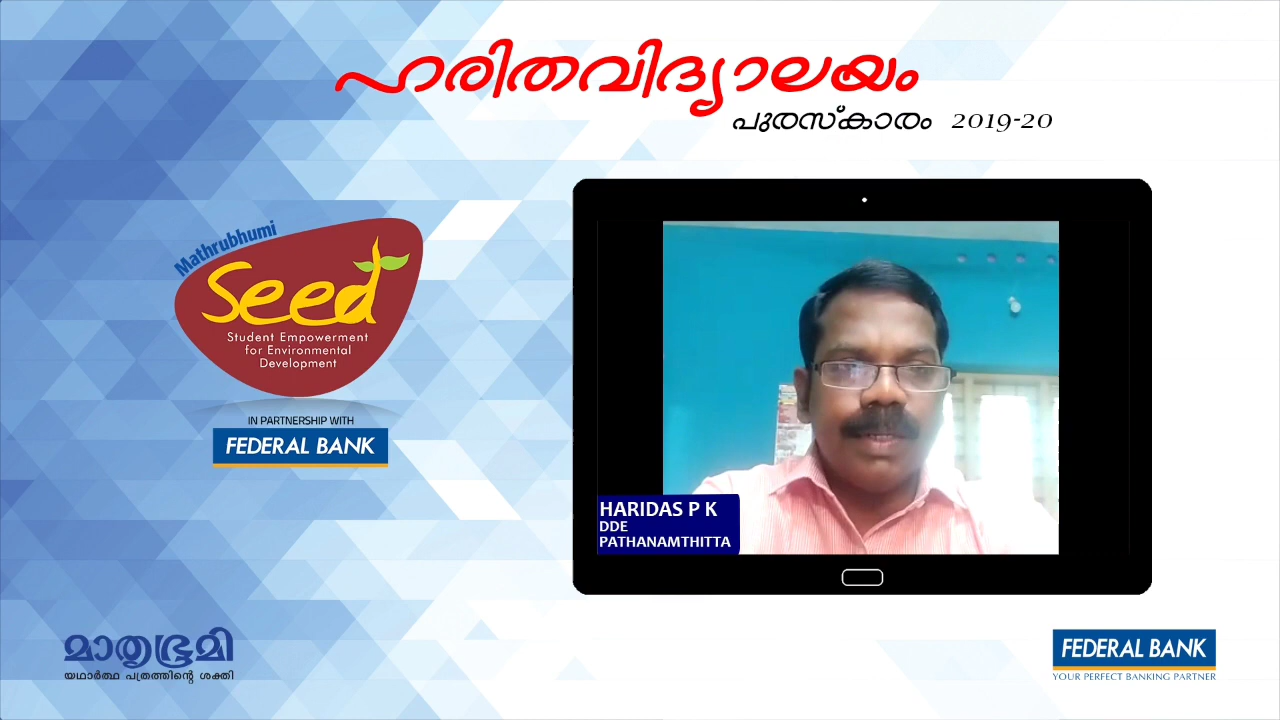 ഹരിതവിദ്യാലയം
പുരസ്കാരം 2019-20
Mathrubhumi
Seed
Student Empowerment
for Environmental
Development
IN PARTNERSHIP WITH
FEDERAL BANK
HARIDAS P K
DDE
PATHANAMTHITTA
മാതൃഭൂമി
യഥാർത്ഥ പത്രത്തിന്റെ ശക്തി
FEDERAL BANK
YOUR PERFECT BANKING PARTNER